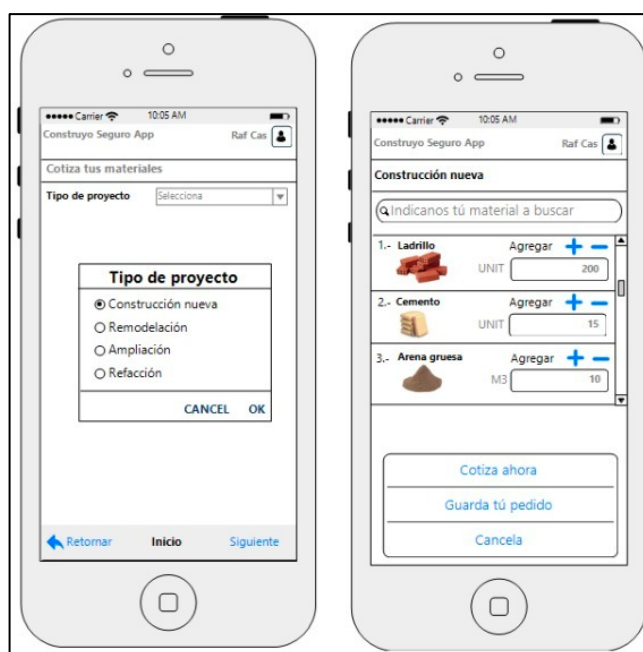 Carrier 10:05 AM
Construyo Seguro App Raf Cas
Cotiza tus materiales
Tipo de proyecto Selecciona
Tipo de proyecto
Construcción nueva
Remodelación
Ampliación
Refacción
CANCEL OK
Retornar Inicio Siguiente
Carrier 10:05 AM
Construyo Seguro App Raf Cas
Construcción nueva
Indicanos tú material a buscar
1.- Ladrillo Agregar + −
UNIT 200
2.- Cemento Agregar + −
UNIT 15
3.- Arena gruesa Agregar + −
M3 10
Cotiza ahora
Guarda tú pedido
Cancela